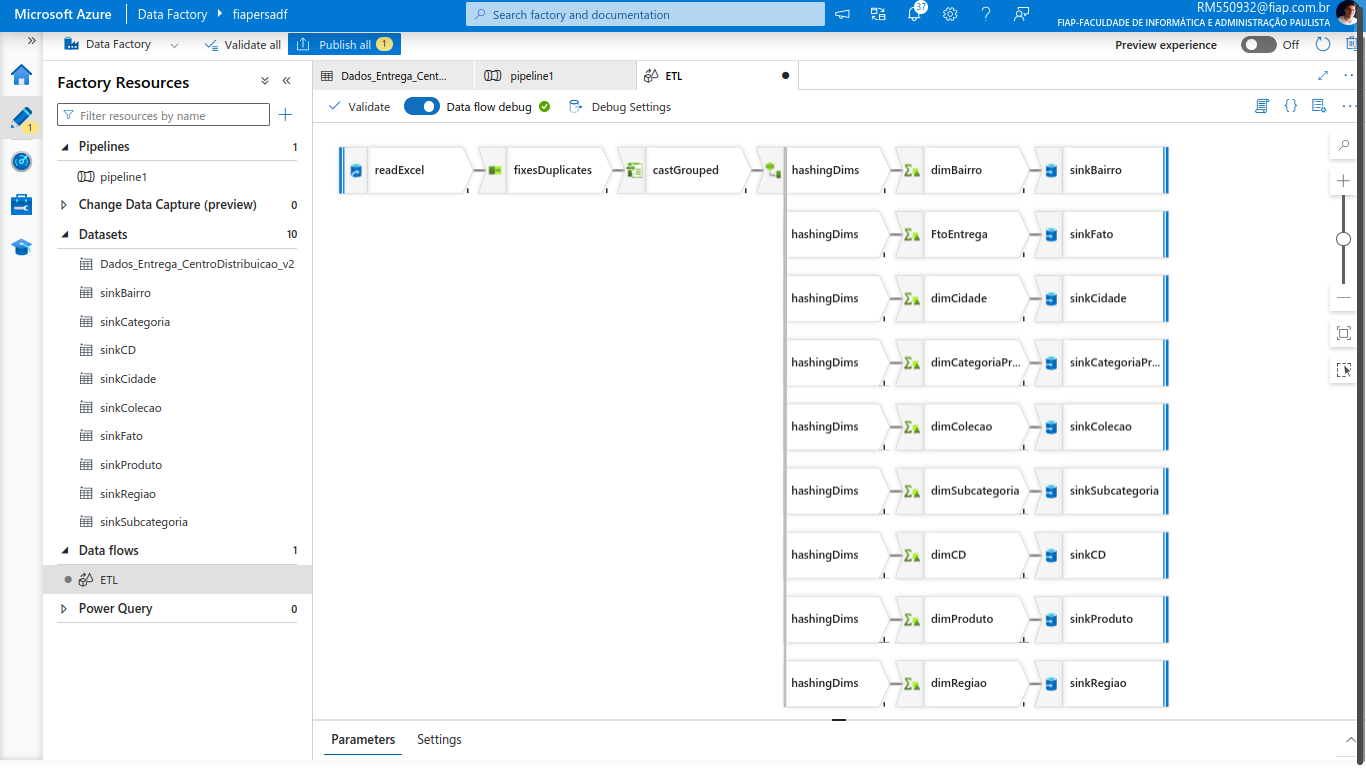 Microsoft Azure
Data Factory
fiapersadf
Search factory and documentation
37
RM550932@fiap.com.br
FIAP-FACULDADE DE INFORMÁTICA E ADMINISTRAÇÃO PAULISTA
Data Factory
Validate all
Publish all
1
Preview experience
Off
1
Factory Resources
Filter resources by name
Pipelines 1
pipeline1
Change Data Capture (preview) 0
Datasets 10
Dados_Entrega_CentroDistribuicao_v2
sinkBairro
sinkCategoria
sinkCD
sinkCidade
sinkColecao
sinkFato
sinkProduto
sinkRegiao
sinkSubcategoria
Data flows 1
ETL
Power Query 0
Dados_Entrega_Cent...
pipeline1
ETL
Validate
Data flow debug
Debug Settings
readExcel fixesDuplicates castGrouped hashingDims dimBairro sinkBairro
hashingDims FtoEntrega sinkFato
hashingDims dimCidade sinkCidade
hashingDims dimCategoriaPr... sinkCategoriaPr...
hashingDims dimColecao sinkColecao
hashingDims dimSubcategoria sinkSubcategoria
hashingDims dimCD sinkCD
hashingDims dimProduto sinkProduto
hashingDims dimRegiao sinkRegiao
Parameters Settings